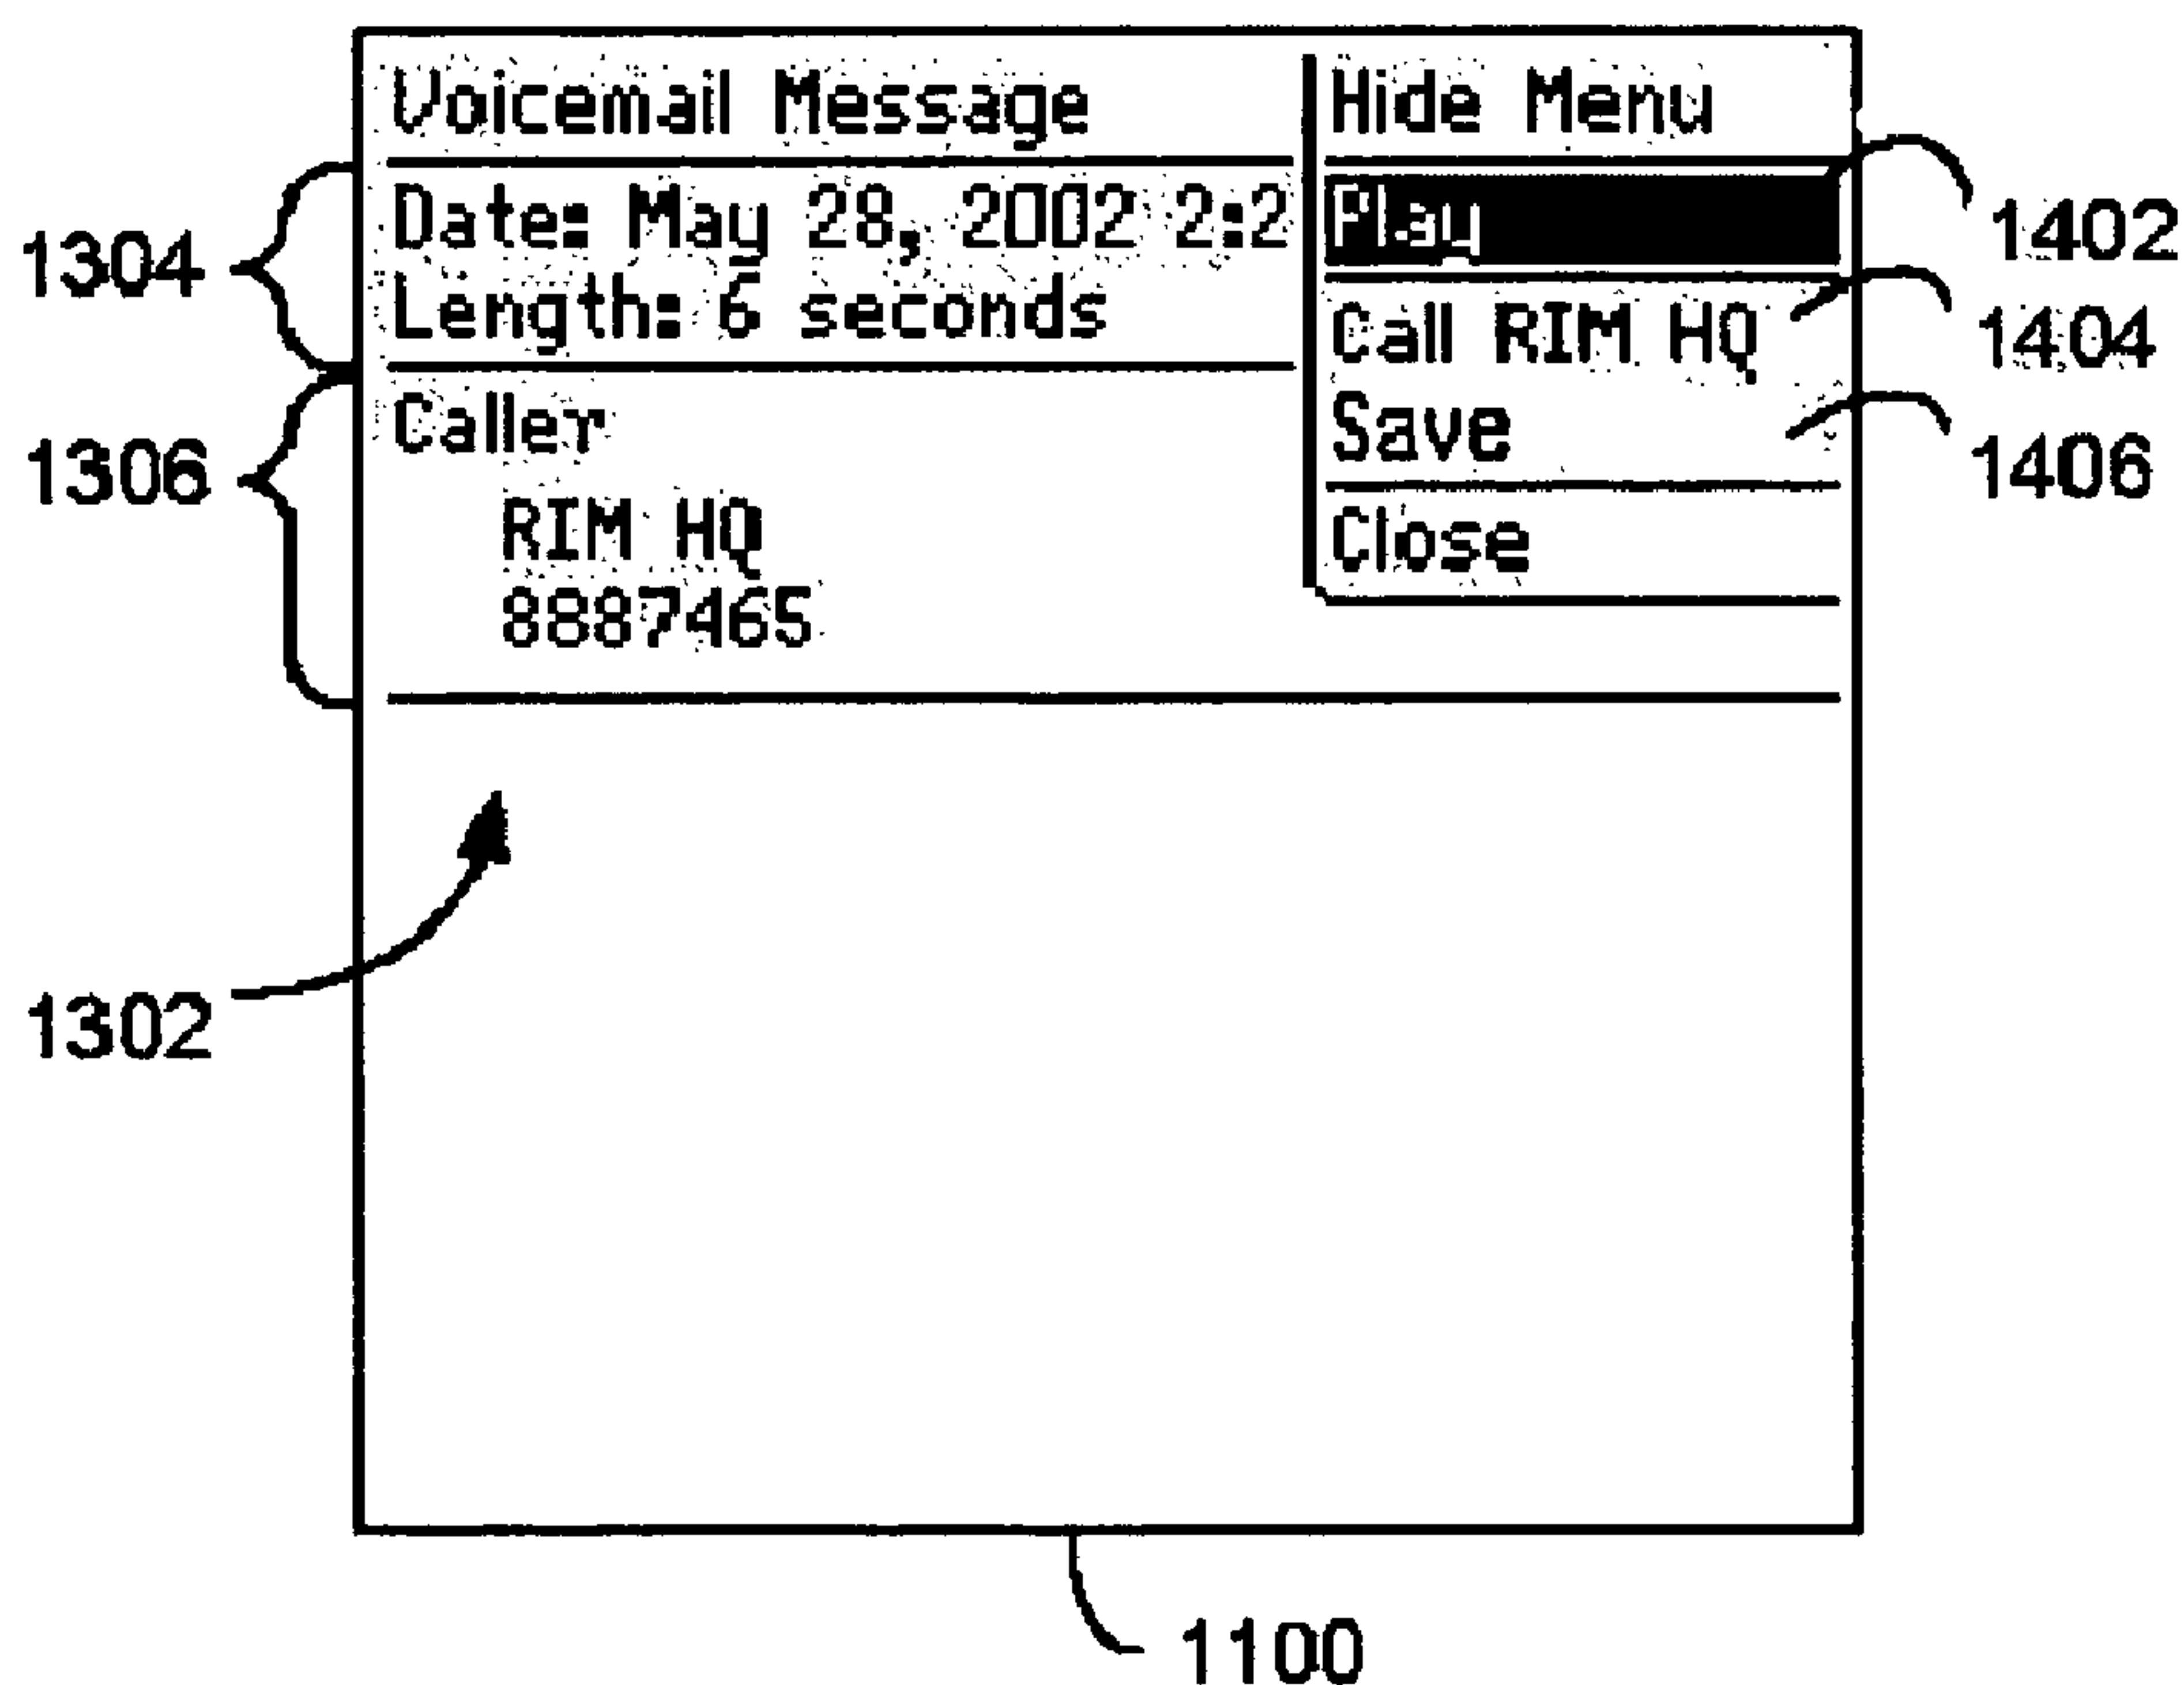 Voicemail Message
Hide Menu
Date: May 28, 2002 2:2
Play
1402
1304
Length: 6 seconds
Call RIM HQ
1404
Caller
Save
1306
1406
RIM HQ
Close
8887465
1302
1100